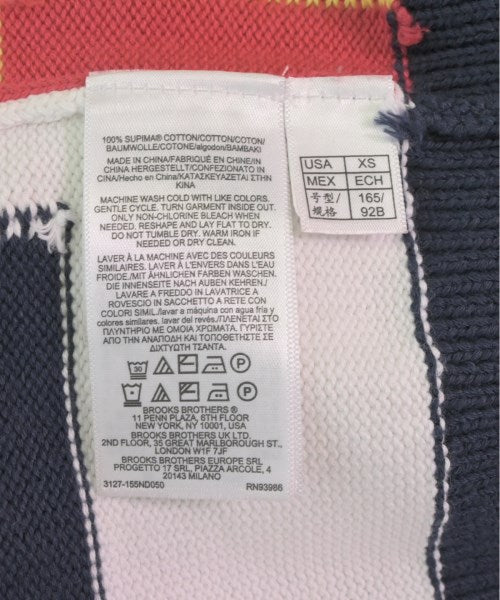 100% SUPIMA® COTTON/COTTON/COTON/
BAUMWOLLE/COTONE/algodon/BAMBAKI
MADE IN CHINA/FABRIQUÉ EN CHINE/IN
CHINA HERGESTELLT/CONFEZIONATO IN
CINA/Hecho en China/ΚΑΤΑΣΚΕΥΑΖΕΤΑΙ ΣΤΗΝ
ΚΙΝΑ
MACHINE WASH COLD WITH LIKE COLORS.
GENTLE CYCLE. TURN GARMENT INSIDE OUT.
ONLY NON-CHLORINE BLEACH WHEN
NEEDED. RESHAPE AND LAY FLAT TO DRY.
DO NOT TUMBLE DRY. WARM IRON IF
NEEDED OR DRY CLEAN.
LAVER À LA MACHINE AVEC DES COULEURS
SIMILAIRES. LAVER À L'ENVERS DANS L'EAU
FROIDE./MIT ÄHNLICHEN FARBEN WASCHEN.
DIE INNENSEITE NACH AUßEN KEHREN./
LAVARE A FREDDO IN LAVATRICE A
ROVESCIO IN SACCHETTO A RETE CON
COLORI SIMIL./lavar a máquina con agua fria y
colores similares. lavar del revés./ΠΛΕΝΕΤΑΙ ΣΤΟ
ΠΛΥΝΤΗΡΙΟ ΜΕ ΟΜΟΙΑ ΧΡΩΜΑΤΑ. ΓΥΡΙΣΤΕ
ΑΠΟ ΤΗΝ ΑΝΑΠΟΔΗ ΚΑΙ ΤΟΠΟΘΕΤΗΣΤΕ ΣΕ
ΔΙΧΤΥΩΤΗ ΤΣΑΝΤΑ.
30 P
P
BROOKS BROTHERS ®
11 PENN PLAZA, 6TH FLOOR
NEW YORK, NY 10001, USA
BROOKS BROTHERS UK LTD.
2ND FLOOR, 35 GREAT MARLBOROUGH ST.,
LONDON W1F 7JF
BROOKS BROTHERS EUROPE SRL
PROGETTO 17 SRL, PIAZZA ARCOLE, 4
20143 MILANO
3127-155ND050 RN93986
USA XS
MEX ECH
号型/ 165/
规格 92B